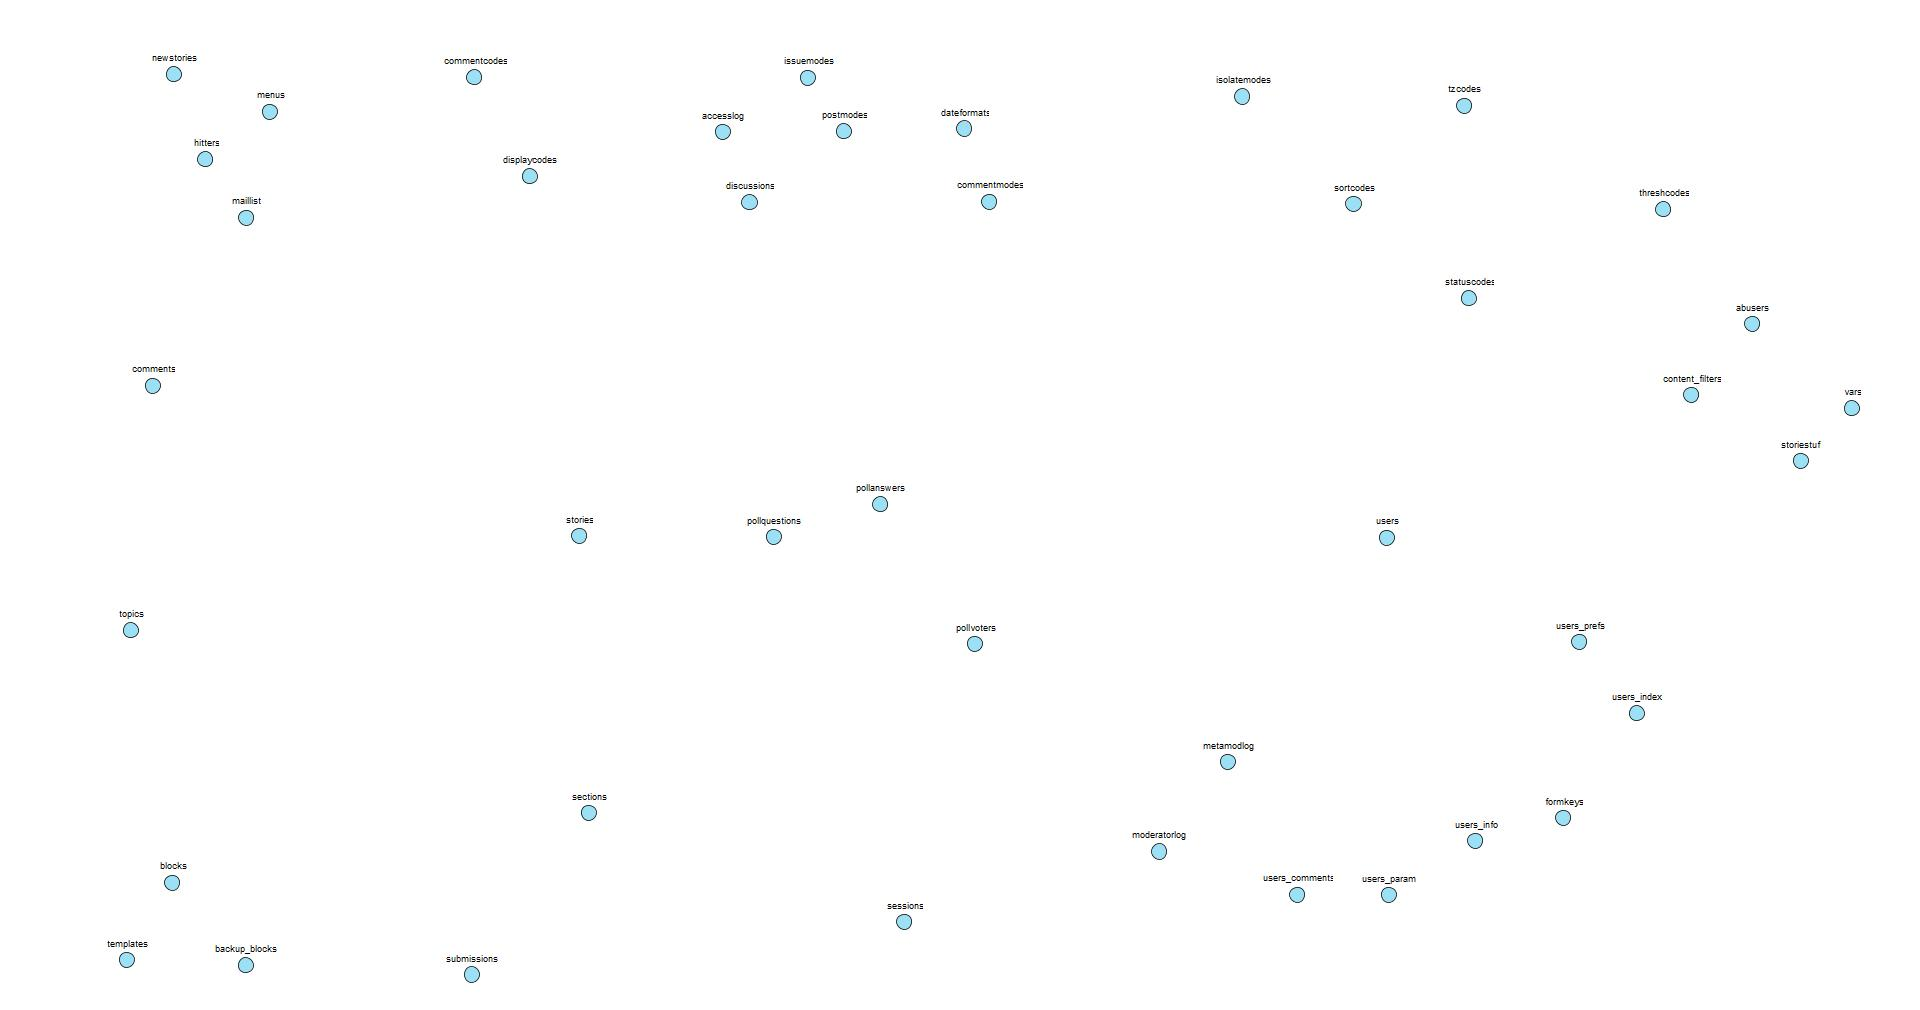 newstories
commentcodes
issuemodes
isolatemodes
tzcodes
menus
accesslog
postmodes
dateformats
hitters
displaycodes
discussions
commentmodes
sortcodes
threshcodes
maillist
statuscodes
abusers
comments
content_filters
vars
storiestuf
pollanswers
stories
pollquestions
users
topics
pollvoters
users_prefs
users_index
metamodlog
sections
formkeys
users_info
moderatorlog
blocks
users_comments
users_param
sessions
templates
backup_blocks
submissions